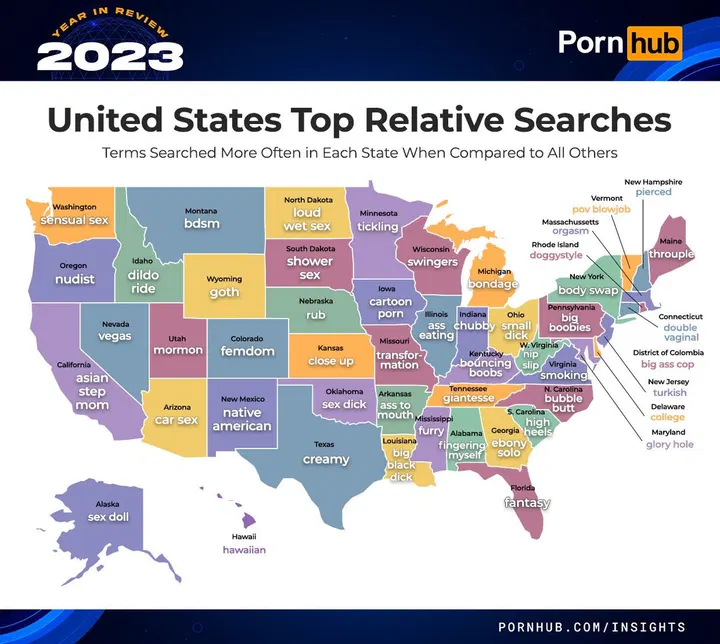 YEAR IN REVIEW
2023
Pornhub
United States Top Relative Searches
Terms Searched More Often in Each State When Compared to All Others
Washington
sensual sex
Oregon
nudist
California
asian
step
mom
Nevada
vegas
Idaho
dildo
ride
Montana
bdsm
Wyoming
goth
Utah
mormon
Colorado
femdom
Arizona
car sex
New Mexico
native
american
North Dakota
loud
wet sex
South Dakota
shower
sex
Nebraska
rub
Kansas
close up
Oklahoma
sex dick
Texas
creamy
Minnesota
tickling
Iowa
cartoon
porn
Missouri
transfor-
mation
Arkansas
ass to
mouth
Louisiana
big
black
dick
Wisconsin
swingers
Illinois
ass
eating
Michigan
bondage
Indiana
chubby
Ohio
small
dick
Kentucky
bouncing
boobs
Tennessee
giantesse
Mississippi
furry
Alabama
fingering
myself
Georgia
ebony
solo
Florida
fantasy
S. Carolina
high
heels
N. Carolina
bubble
butt
Virginia
smoking
W. Virginia
nip
slip
Pennsylvania
big
boobies
New York
body swap
Maine
throuple
New Hampshire
pierced
Vermont
pov blowjob
Massachussets
orgasm
Rhode Island
doggystyle
Connecticut
double
vaginal
District of Colombia
big ass cop
New Jersey
turkish
Delaware
college
Maryland
glory hole
Alaska
sex doll
Hawaii
hawaiian
PORNHUB.COM/INSIGHTS